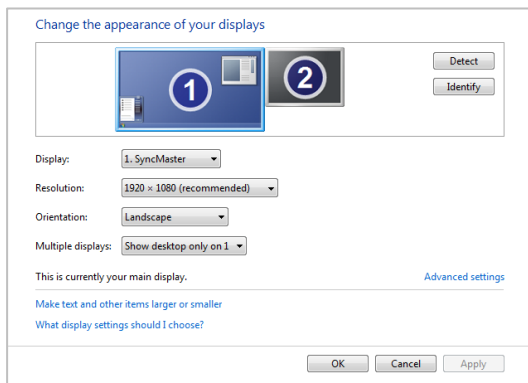 Change the appearance of your displays
1
2
Detect
Identify
Display:
1. SyncMaster
Resolution:
1920 × 1080 (recommended)
Orientation:
Landscape
Multiple displays:
Show desktop only on 1
This is currently your main display.
Advanced settings
Make text and other items larger or smaller
What display settings should I choose?
OK
Cancel
Apply